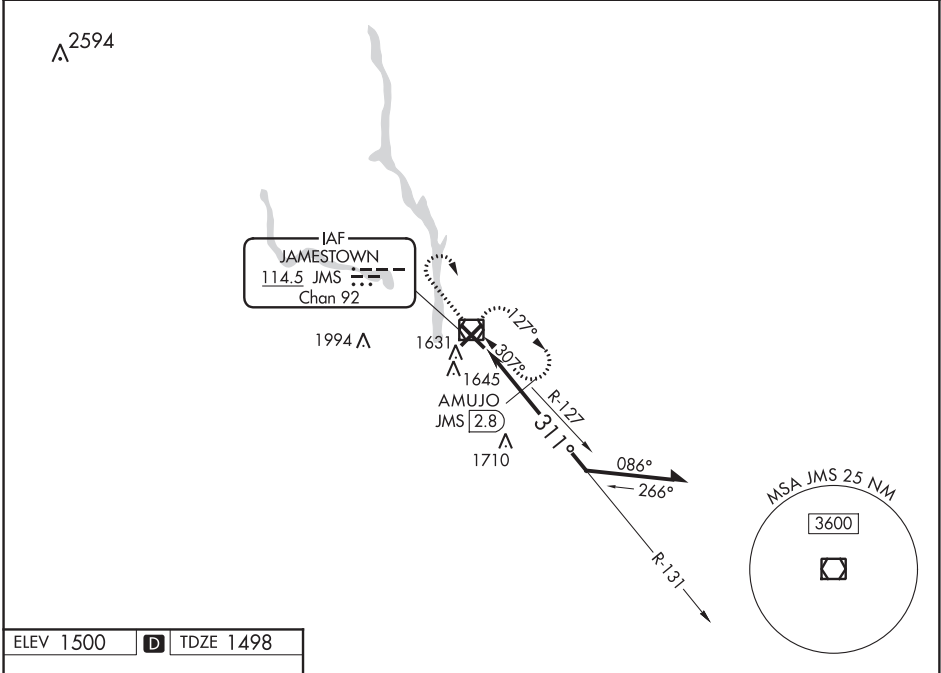 2594
IAF
JAMESTOWN
114.5 JMS
Chan 92
1994
1631
127°
307°
1645
AMUJO
JMS 2.8
R-127
311°
1710
086°
266°
MSA JMS 25 NM
3600
R-131
ELEV 1500 D TDZE 1498